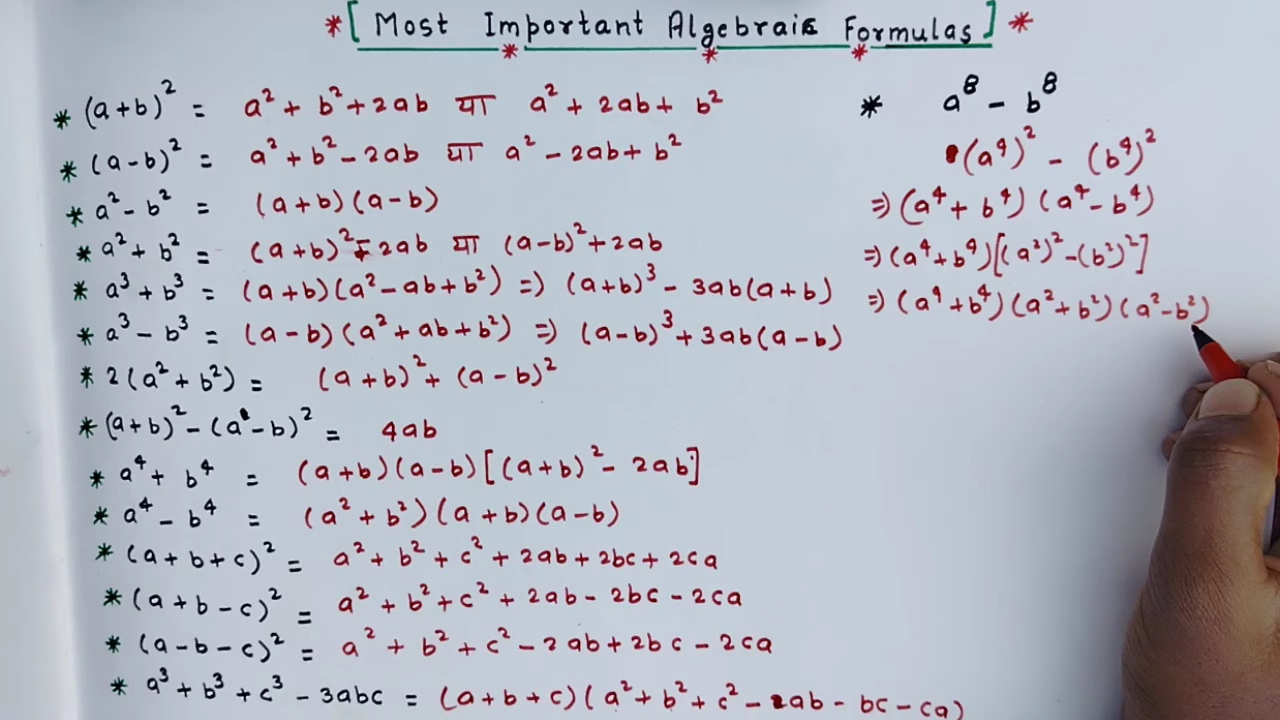 *[ Most Important Algebraic Formulas ]*
* (a+b)² = a² + b² + 2ab या a² + 2ab + b²
* (a-b)² = a² + b² - 2ab या a² - 2ab + b²
* a² - b² = (a+b)(a-b)
* a² + b² = (a+b)² - 2ab या (a-b)² + 2ab
* a³ + b³ = (a+b)(a² - ab + b²) => (a+b)³ - 3ab(a+b)
* a³ - b³ = (a-b)(a² + ab + b²) => (a-b)³ + 3ab(a-b)
* 2(a² + b²) = (a+b)² + (a-b)²
* (a+b)² - (a-b)² = 4ab
* a⁴ + b⁴ = (a+b)(a-b)[(a+b)² - 2ab]
* a⁴ - b⁴ = (a² + b²)(a+b)(a-b)
* (a+b+c)² = a² + b² + c² + 2ab + 2bc + 2ca
* (a+b-c)² = a² + b² + c² + 2ab - 2bc - 2ca
* (a-b-c)² = a² + b² + c² - 2ab + 2bc - 2ca
* a³ + b³ + c³ - 3abc = (a+b+c)(a² + b² + c² - ab - bc - ca)
* a⁸ - b⁸
(a⁴)² - (b⁴)²
=> (a⁴ + b⁴)(a⁴ - b⁴)
=> (a⁴ + b⁴)[(a²)² - (b²)²]
=> (a⁴ + b⁴)(a² + b²)(a² - b²)